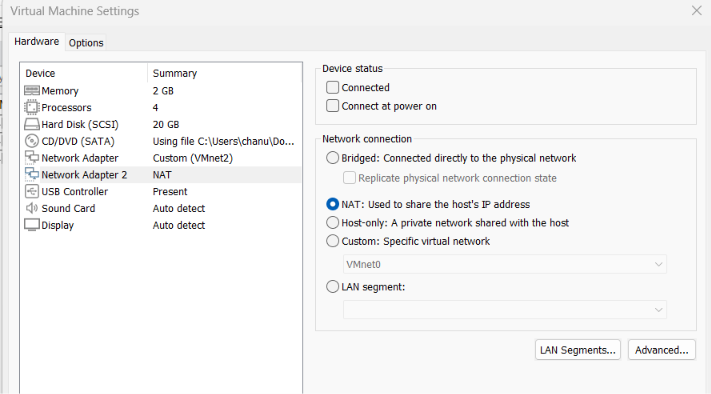 Virtual Machine Settings
Hardware Options
Device Summary
Memory 2 GB
Processors 4
Hard Disk (SCSI) 20 GB
CD/DVD (SATA) Using file C:\Users\chanu\Do...
Network Adapter Custom (VMnet2)
Network Adapter 2 NAT
USB Controller Present
Sound Card Auto detect
Display Auto detect
Device status
Connected
Connect at power on
Network connection
Bridged: Connected directly to the physical network
Replicate physical network connection state
NAT: Used to share the host's IP address
Host-only: A private network shared with the host
Custom: Specific virtual network
VMnet0
LAN segment:
LAN Segments... Advanced...